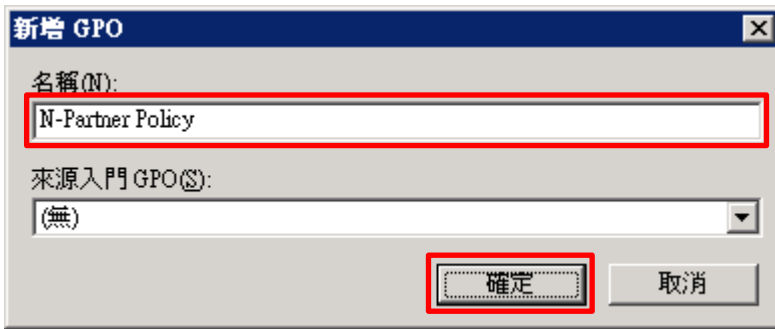 新增 GPO
名稱(N):
N-Partner Policy
來源入門 GPO(S):
(無)
確定
取消